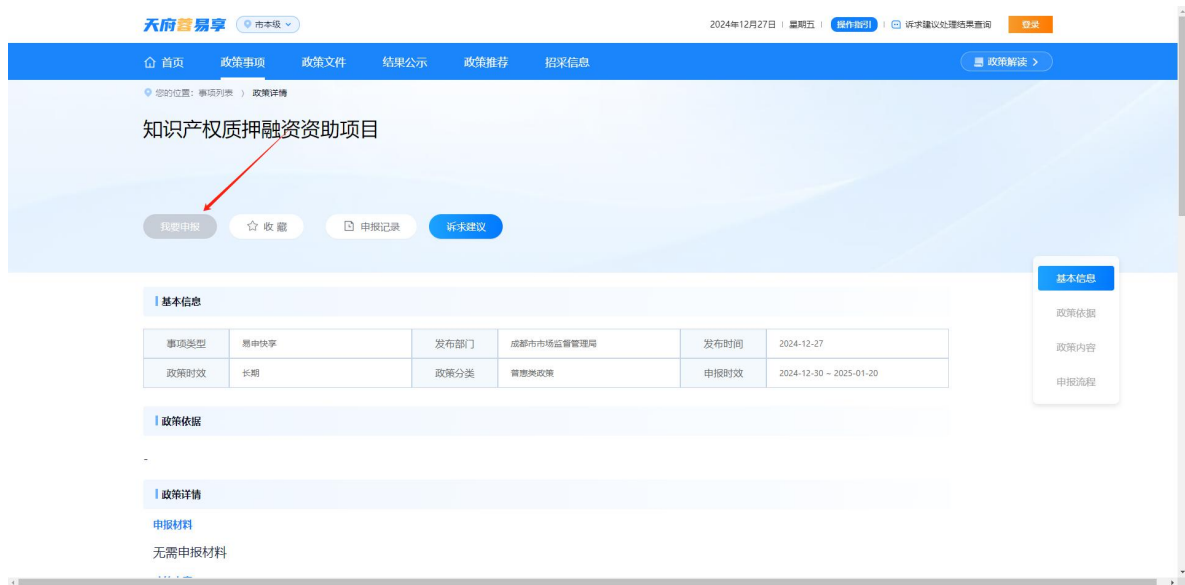 天府蓉易享 市本级 2024年12月27日 | 星期五 | 操作指引 | 诉求建议处理结果查询 登录
首页 政策事项 政策文件 结果公示 政策推荐 招采信息 政策解读 >
您的位置：事项列表 〉 政策详情
知识产权质押融资资助项目
我要申报 收藏 申报记录 诉求建议
基本信息
政策依据
政策内容
申报流程
基本信息
事项类型 易申快享 发布部门 成都市市场监督管理局 发布时间 2024-12-27
政策时效 长期 政策分类 普惠类政策 申报时效 2024-12-30 ~ 2025-01-20
政策依据
-
政策详情
申报材料
无需申报材料